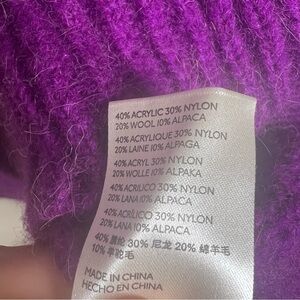 40% ACRYLIC 30% NYLON
20% WOOL 10% ALPACA
40% ACRYLIQUE 30% NYLON
20% LAINE 10% ALPAGA
40% ACRYL 30% NYLON
20% WOLLE 10% ALPAKA
40% ACRILICO 30% NYLON
20% LANA 10% ALPACA
40% ACRÍLICO 30% NYLON
20% LANA 10% ALPACA
40% 腈纶 30% 尼龙 20% 绵羊毛
10% 羊驼毛
MADE IN CHINA
HECHO EN CHINA